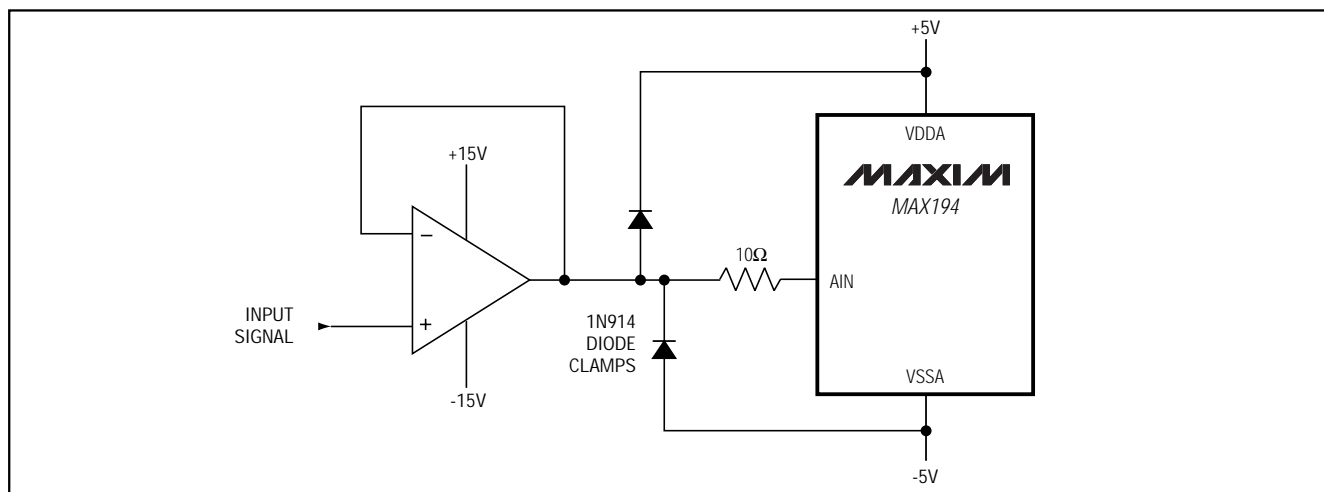 +5V
VDDA
MAXIM
MAX194
+15V
−
10Ω
AIN
INPUT
SIGNAL
+
1N914
DIODE
CLAMPS
-15V
VSSA
-5V